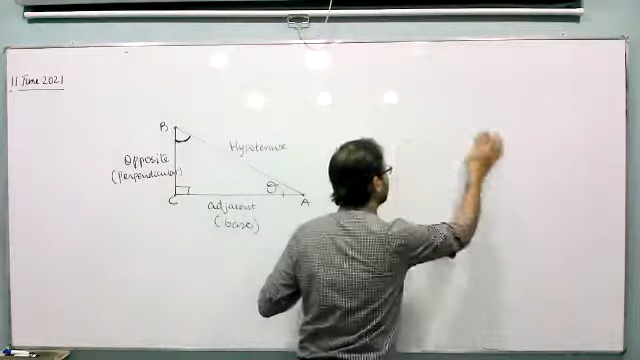 11 June 2021
B
Hypotenuse
Opposite
(Perpendicular)
θ
C
A
adjacent
(base)